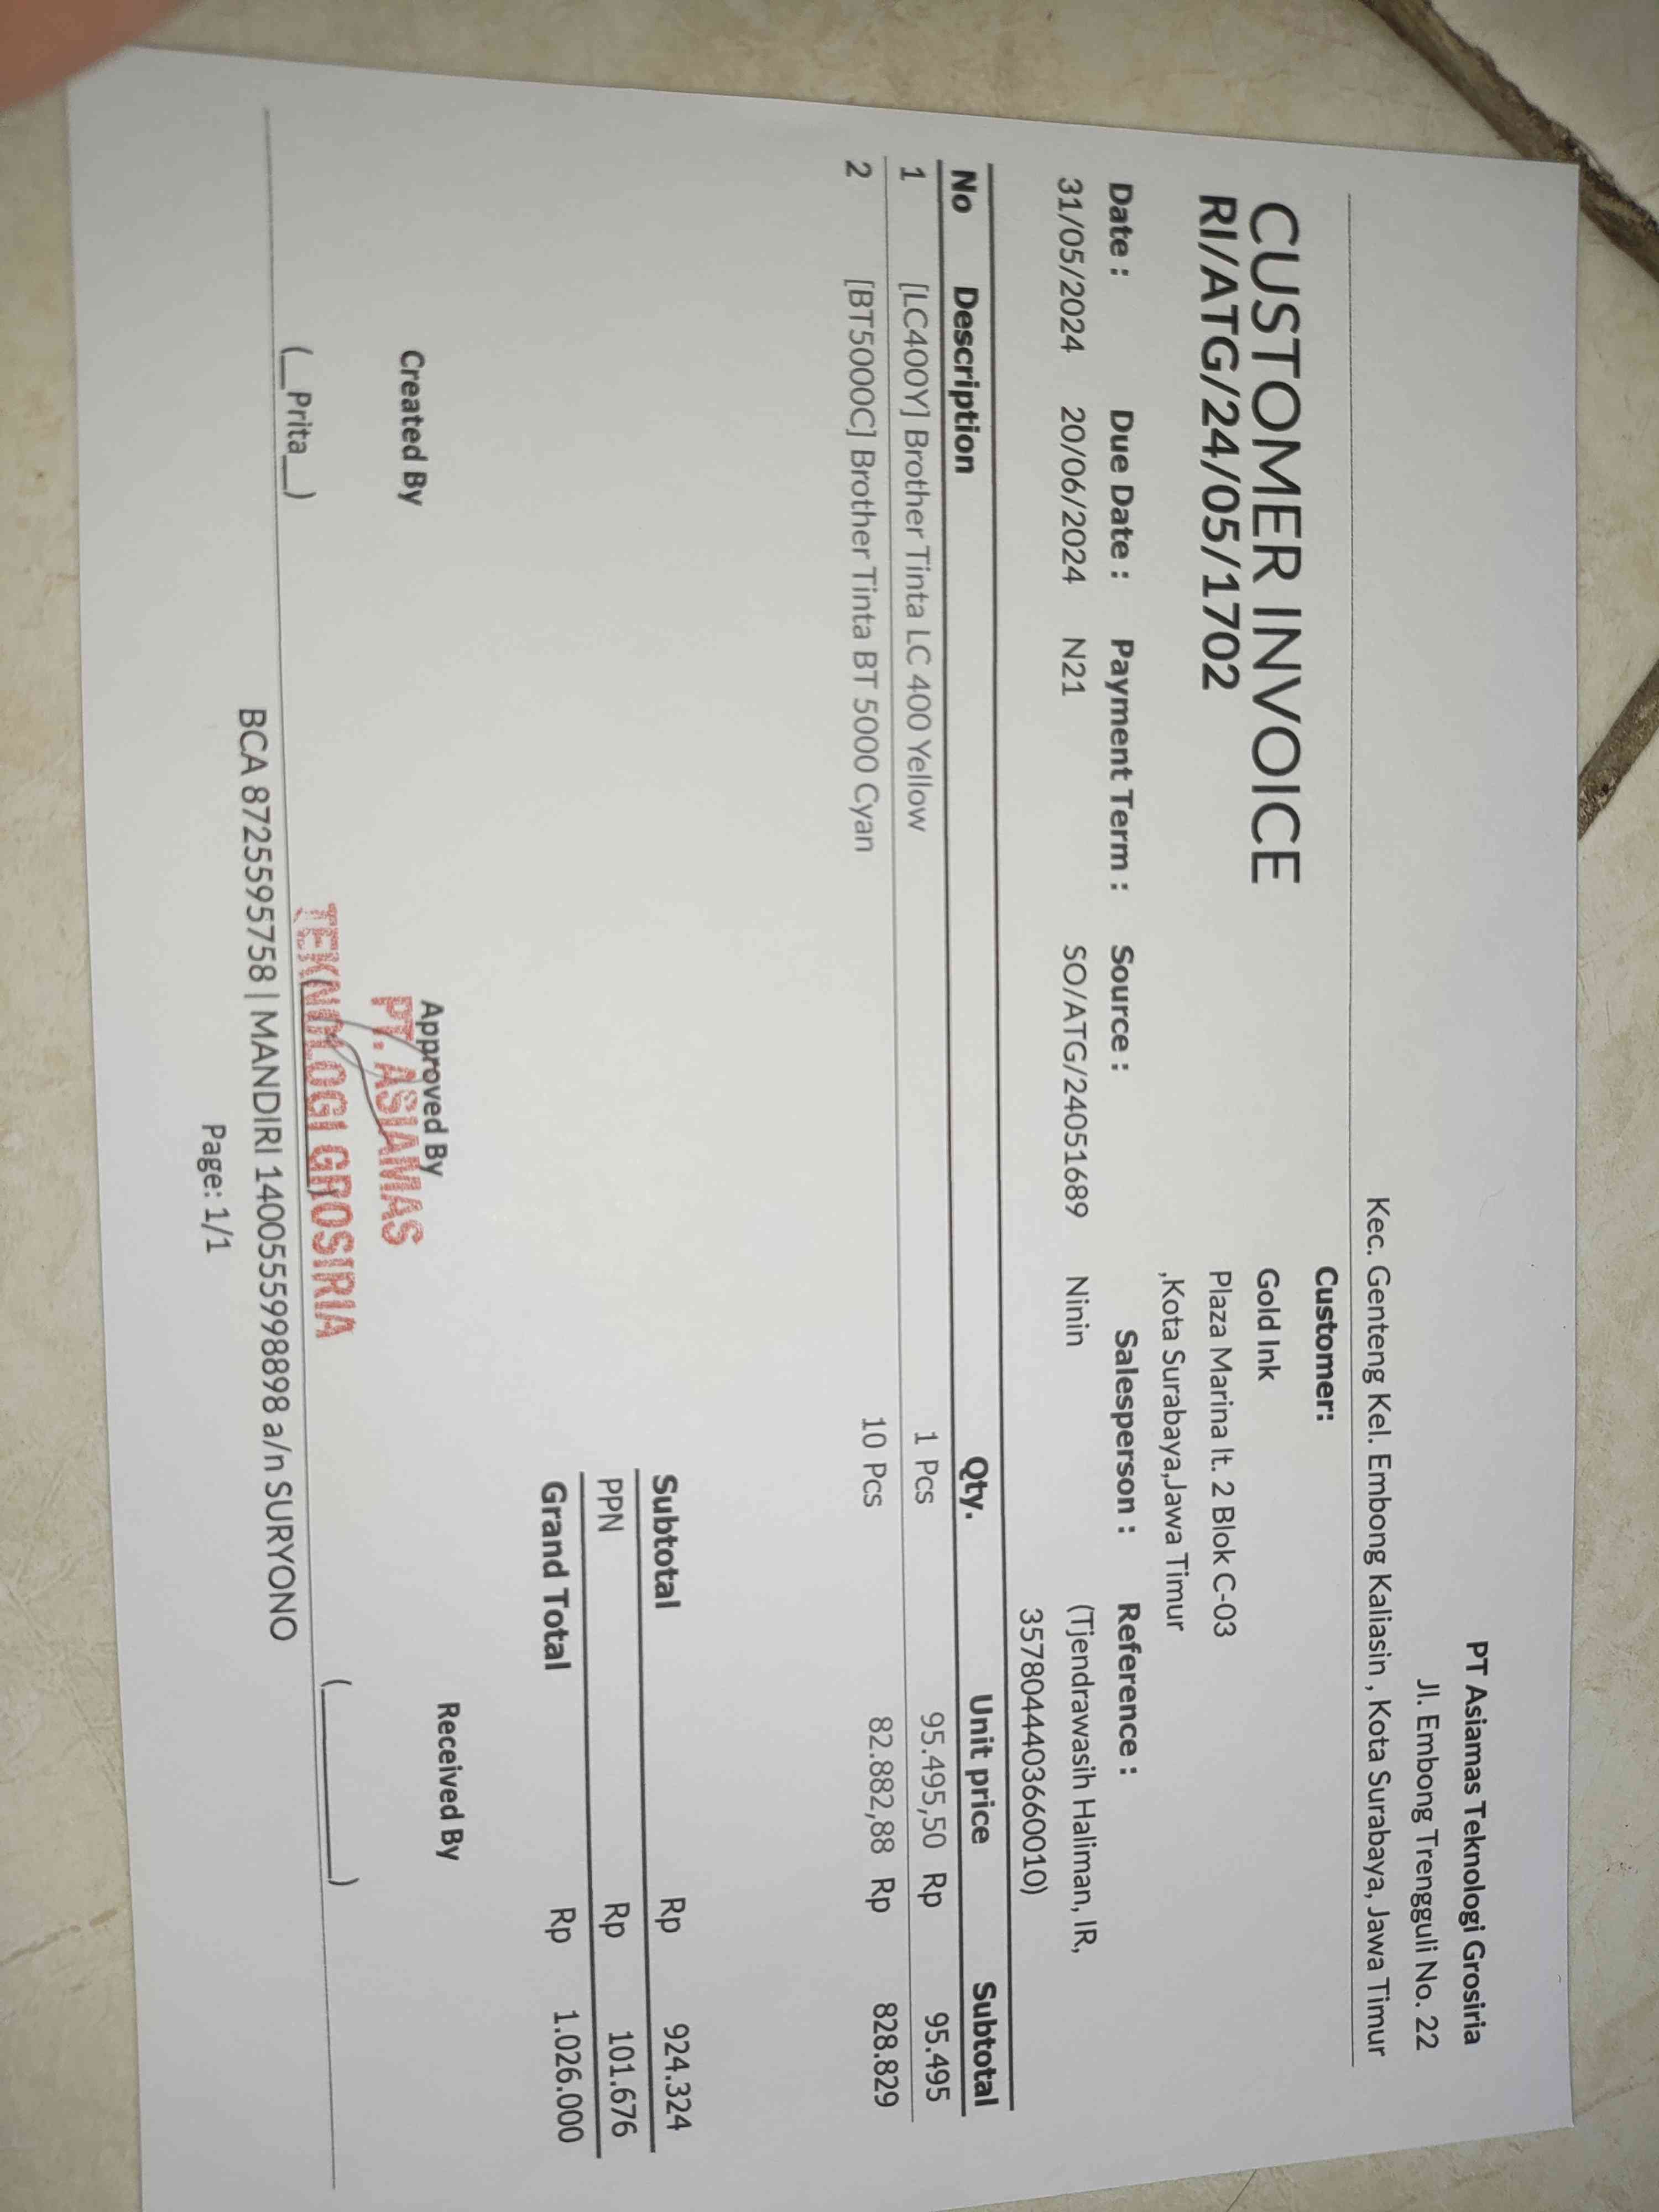 PT Asiamas Teknologi Grosiria
Jl. Embong Trengguli No. 22
Kec. Genteng Kel. Embong Kaliasin , Kota Surabaya, Jawa Timur
CUSTOMER INVOICE
RI/ATG/24/05/1702
Customer:
Gold Ink
Plaza Marina lt. 2 Blok C-03
,Kota Surabaya,Jawa Timur
Date : Due Date : Payment Term : Source : Salesperson : Reference :
31/05/2024 20/06/2024 N21 SO/ATG/24051689 Ninin (Tjendrawasih Haliman, IR,
3578044403660010)
No Description Qty. Unit price Subtotal
1 [LC400Y] Brother Tinta LC 400 Yellow 1 Pcs 95.495,50 Rp 95.495
2 [BT5000C] Brother Tinta BT 5000 Cyan 10 Pcs 82.882,88 Rp 828.829
Subtotal Rp 924.324
PPN Rp 101.676
Grand Total Rp 1.026.000
Created By Approved By Received By
PT. ASIAMAS
TEKNOLOGI GROSIRIA
(__Prita__) (________)
BCA 8725595758 | MANDIRI 1400555998898 a/n SURYONO
Page: 1/1